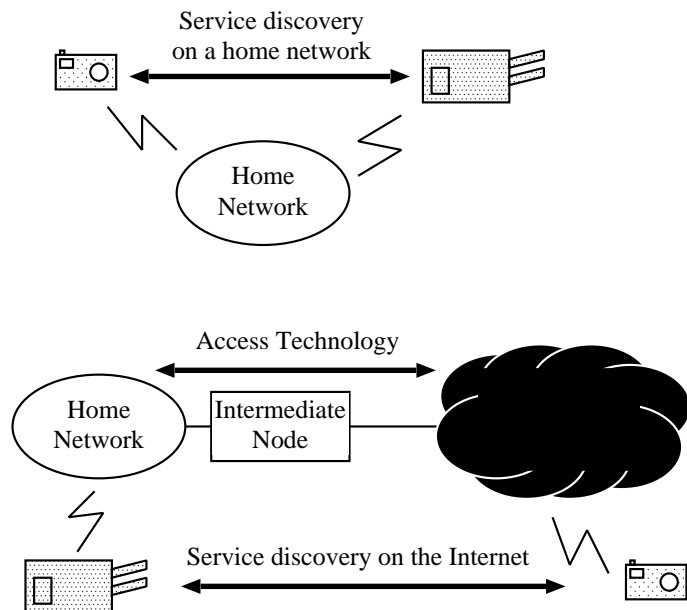 Service discovery
on a home network
Home
Network
Access Technology
Home
Network
Intermediate
Node
Service discovery on the Internet